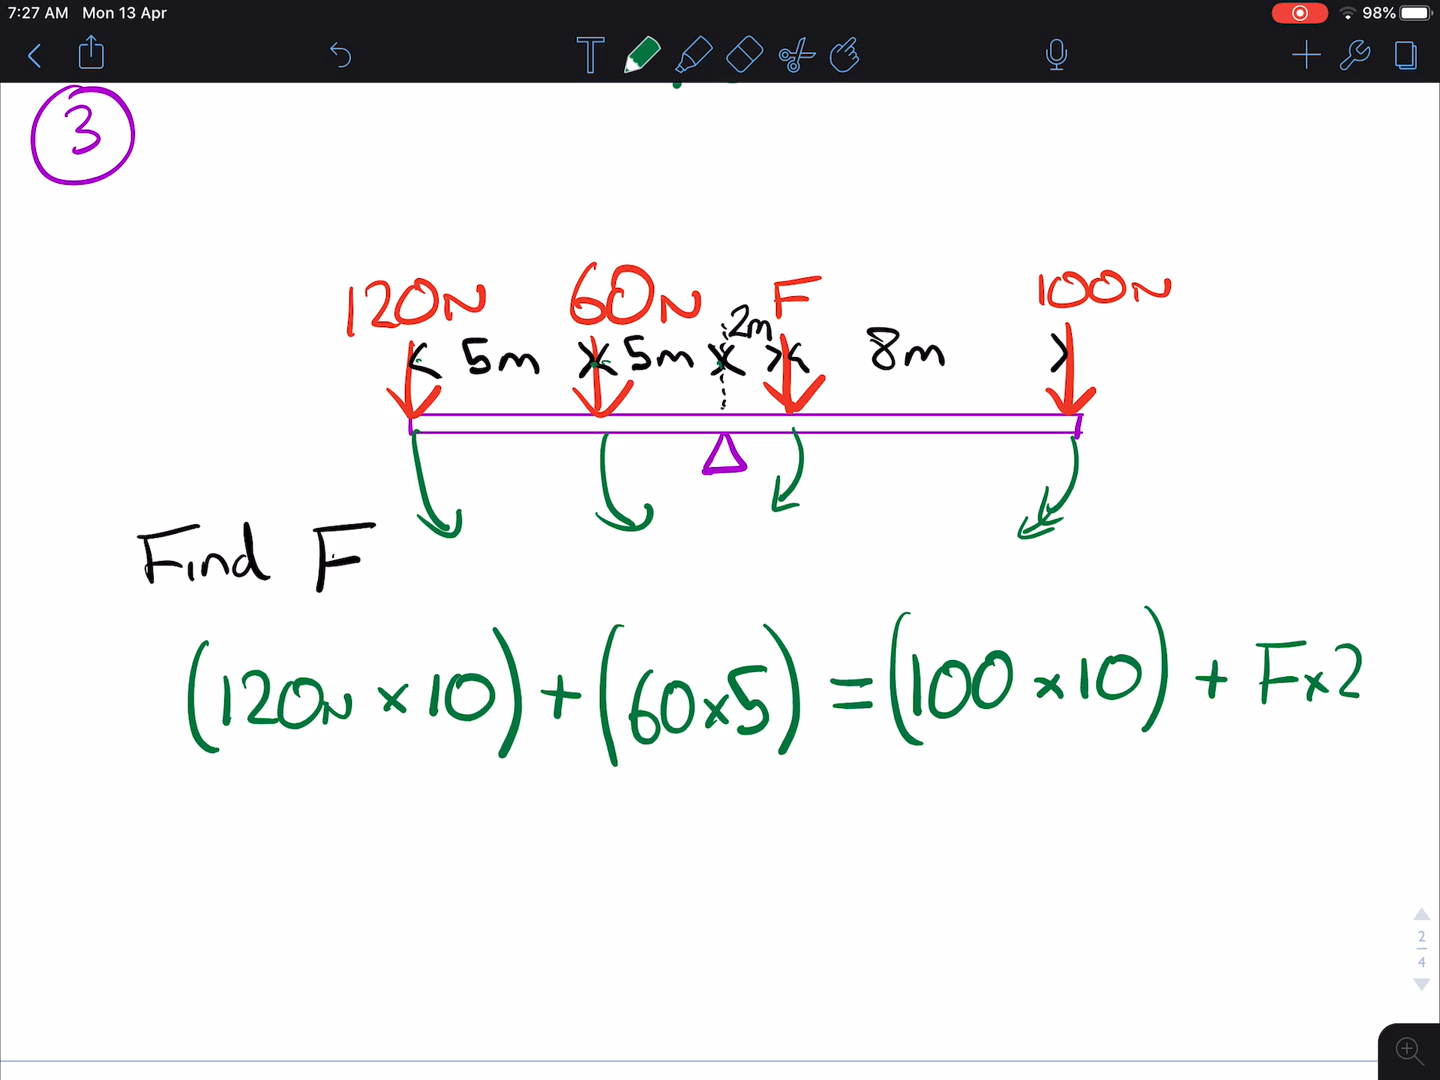 7:27 AM Mon 13 Apr
98%
T
3
120N 60N F 100N
5m 5m 2m 8m
Find F
(120N × 10) + (60×5) = (100 × 10) + F×2
2
4